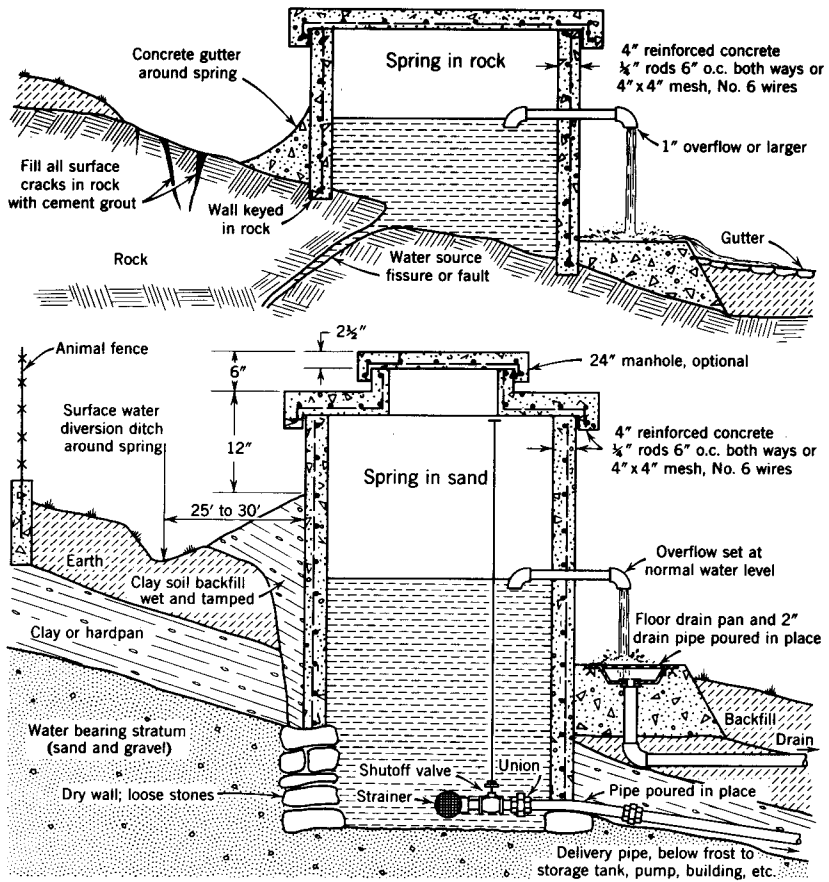 Concrete gutter
around spring
Spring in rock
4" reinforced concrete
¼" rods 6" o.c. both ways or
4" x 4" mesh, No. 6 wires
1" overflow or larger
Fill all surface
cracks in rock
with cement grout
Wall keyed
in rock
Rock
Water source
fissure or fault
Gutter
2½"
Animal fence
6"
24" manhole, optional
Surface water
diversion ditch
around spring
12"
4" reinforced concrete
¼" rods 6" o.c. both ways or
4" x 4" mesh, No. 6 wires
Spring in sand
25' to 30'
Earth
Clay soil backfill
wet and tamped
Overflow set at
normal water level
Clay or hardpan
Floor drain pan and 2"
drain pipe poured in place
Backfill
Water bearing stratum
(sand and gravel)
Drain
Shutoff valve
Union
Dry wall; loose stones
Strainer
Pipe poured in place
Delivery pipe, below frost to
storage tank, pump, building, etc.